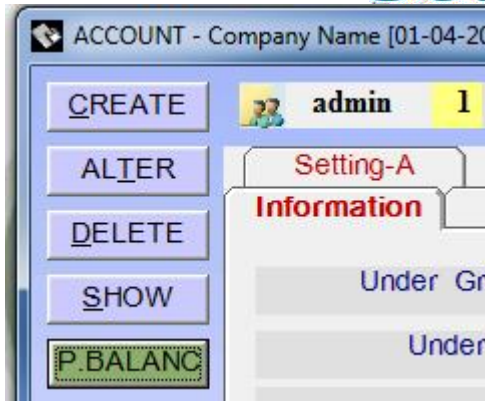 ACCOUNT - Company Name [01-04-20
CREATE
admin 1
ALTER
Setting-A
Information
DELETE
Under Gr
SHOW
Under
P.BALANC